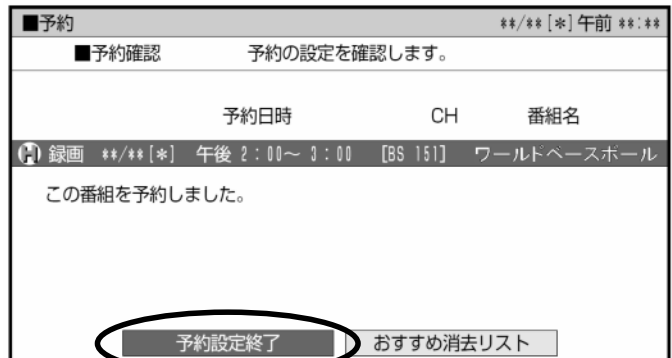 ■予約 **/**[*]午前 **:**
■予約確認 予約の設定を確認します。
予約日時 CH 番組名
H 録画 **/**[*] 午後 2:00~ 3:00 [BS 151] ワールドベースボール
この番組を予約しました。
予約設定終了 おすすめ消去リスト